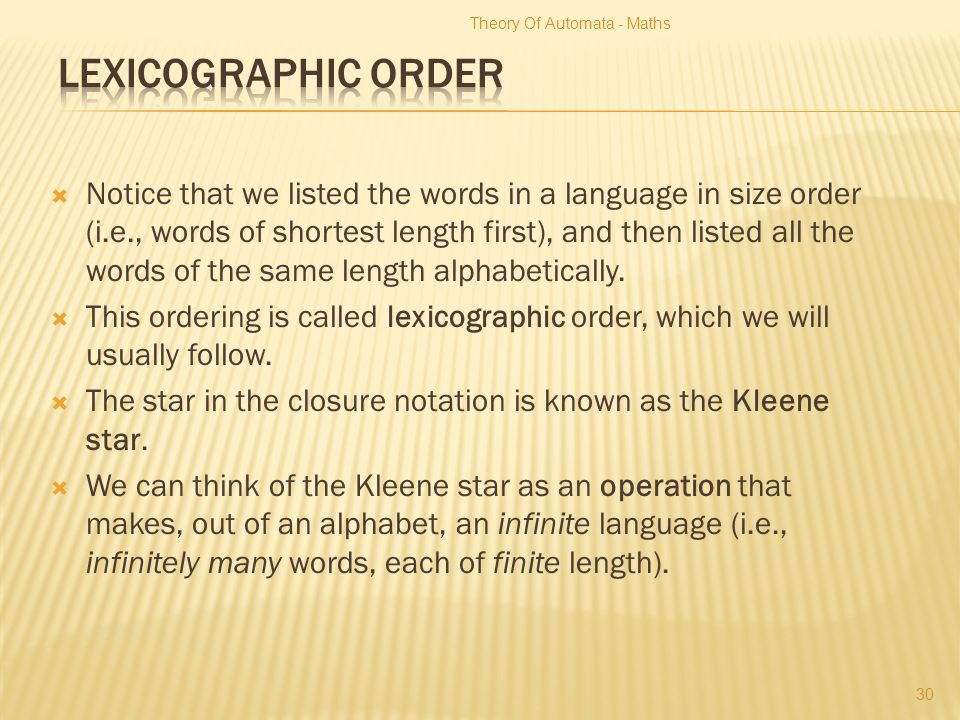 Theory Of Automata - Maths
LEXICOGRAPHIC ORDER
Notice that we listed the words in a language in size order
(i.e., words of shortest length first), and then listed all the
words of the same length alphabetically.
This ordering is called lexicographic order, which we will
usually follow.
The star in the closure notation is known as the Kleene
star.
We can think of the Kleene star as an operation that
makes, out of an alphabet, an infinite language (i.e.,
infinitely many words, each of finite length).
30